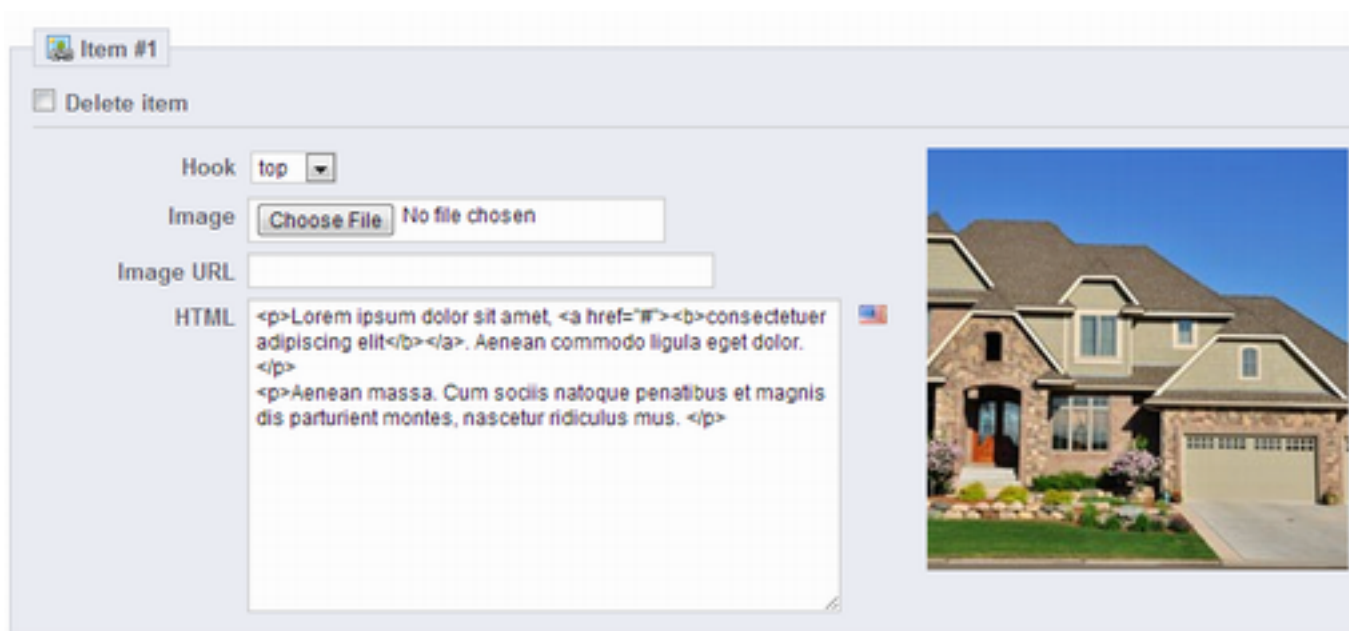 Item #1
Delete item
Hook top
Image Choose File No file chosen
Image URL
HTML <p>Lorem ipsum dolor sit amet, <a href="#"><b>consectetuer
adipiscing elit</b></a>. Aenean commodo ligula eget dolor.
</p>
<p>Aenean massa. Cum sociis natoque penatibus et magnis
dis parturient montes, nascetur ridiculus mus. </p>